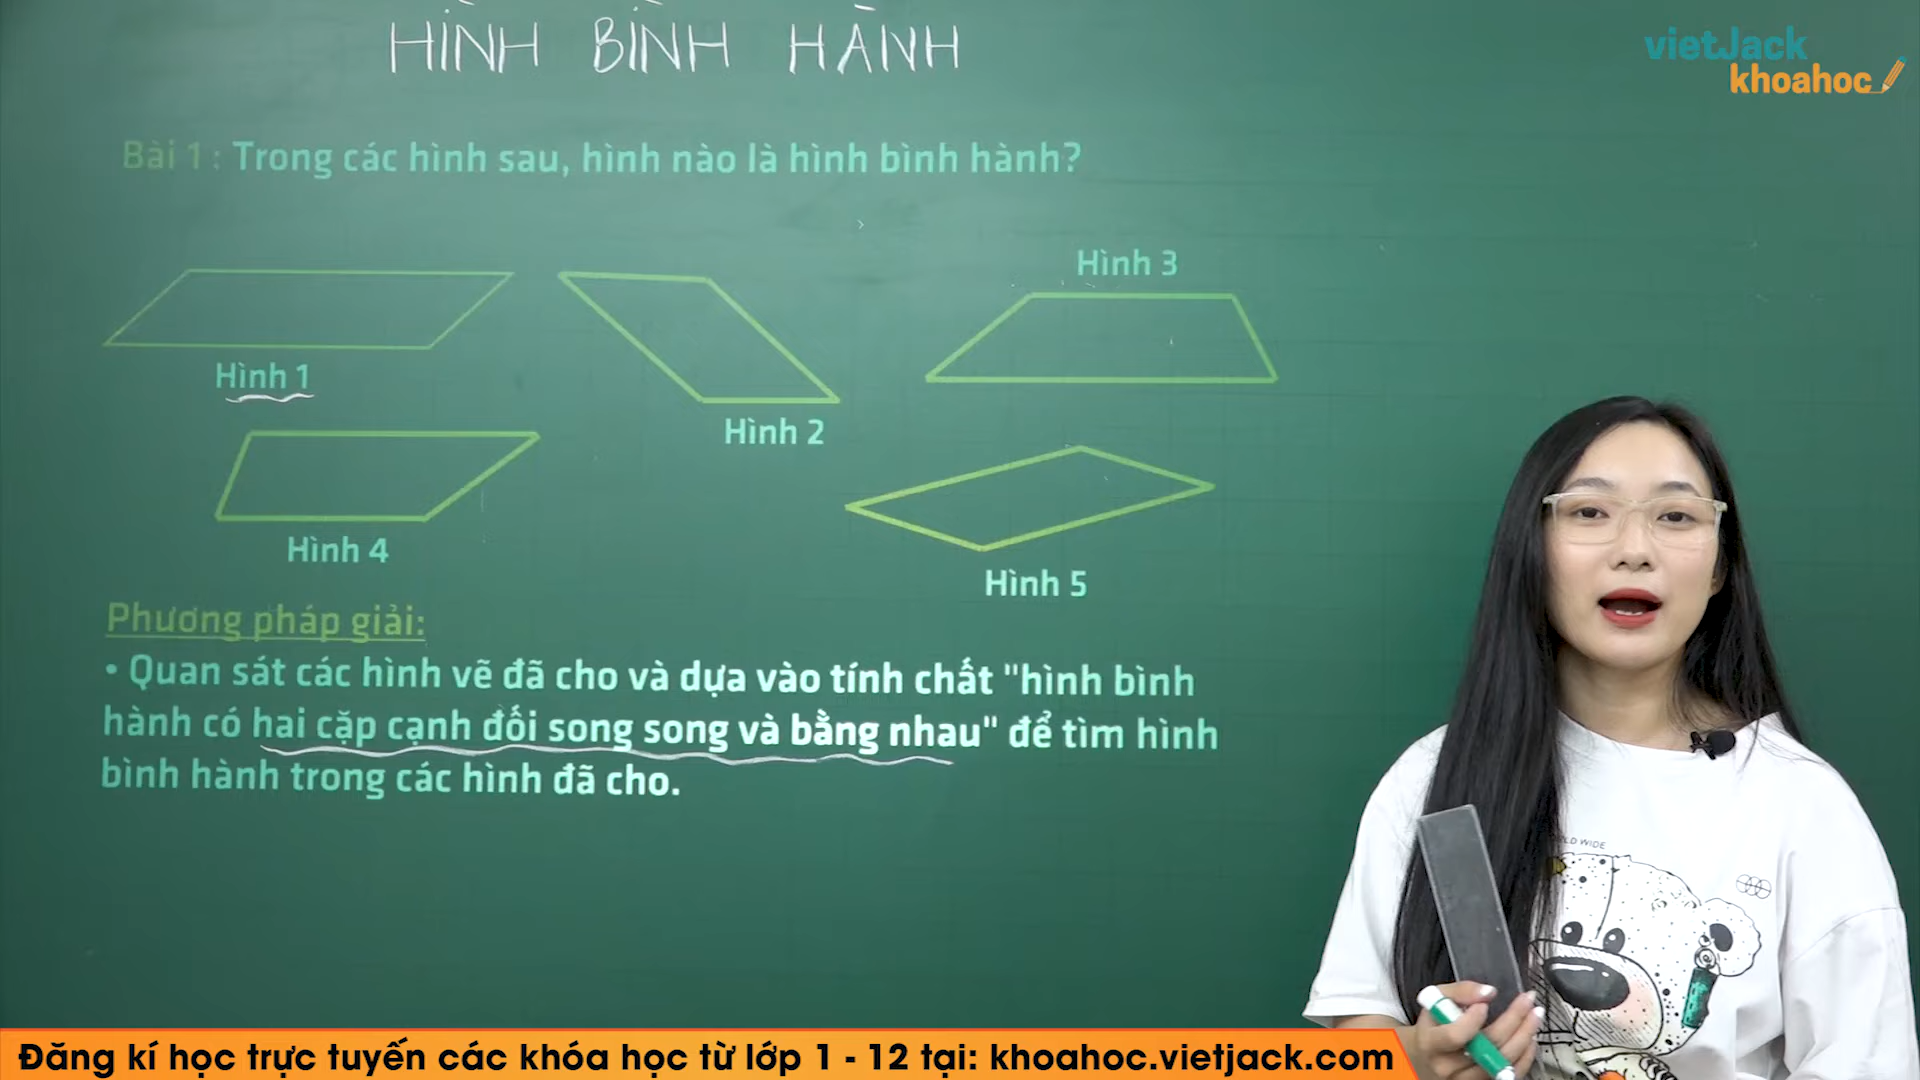 HÌNH BÌNH HÀNH
vietJack
khoahoc
Bài 1 : Trong các hình sau, hình nào là hình bình hành?
Hình 3
Hình 1
Hình 2
Hình 4
Hình 5
Phương pháp giải:
• Quan sát các hình vẽ đã cho và dựa vào tính chất "hình bình
hành có hai cặp cạnh đối song song và bằng nhau" để tìm hình
bình hành trong các hình đã cho.
WIDE
Đăng kí học trực tuyến các khóa học từ lớp 1 - 12 tại: khoahoc.vietjack.com